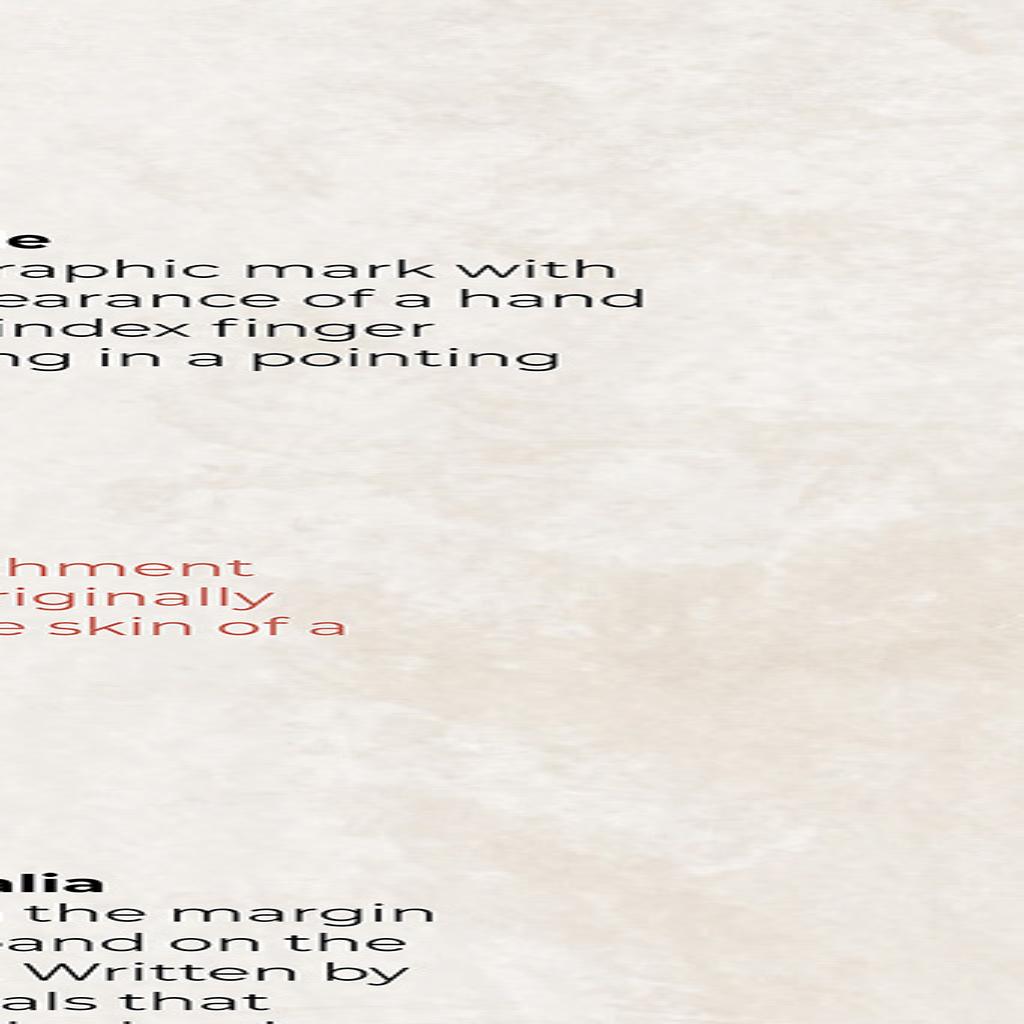 e
raphic mark with
earance of a hand
index finger
ng in a pointing
hment
riginally
e skin of a
alia
the margin
and on the
Written by
als that